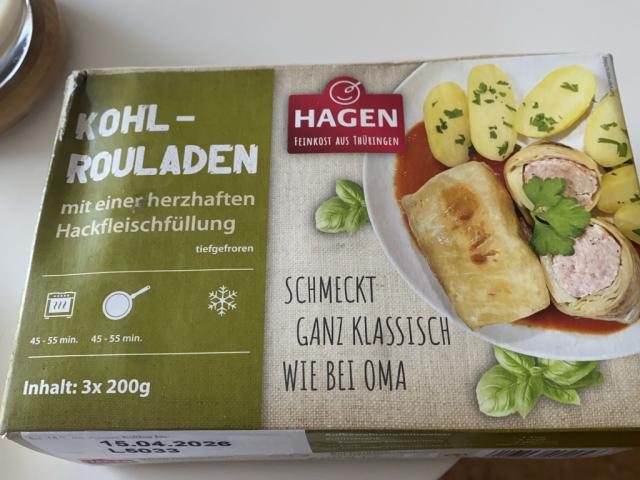 KOHL-
ROULADEN
mit einer herzhaften
Hackfleischfüllung
tiefgefroren
45 - 55 min.
45 - 55 min.
Inhalt: 3x 200g
HAGEN
FEINKOST AUS THÜRINGEN
SCHMECKT
GANZ KLASSISCH
WIE BEI OMA
15.04.2026
L5033